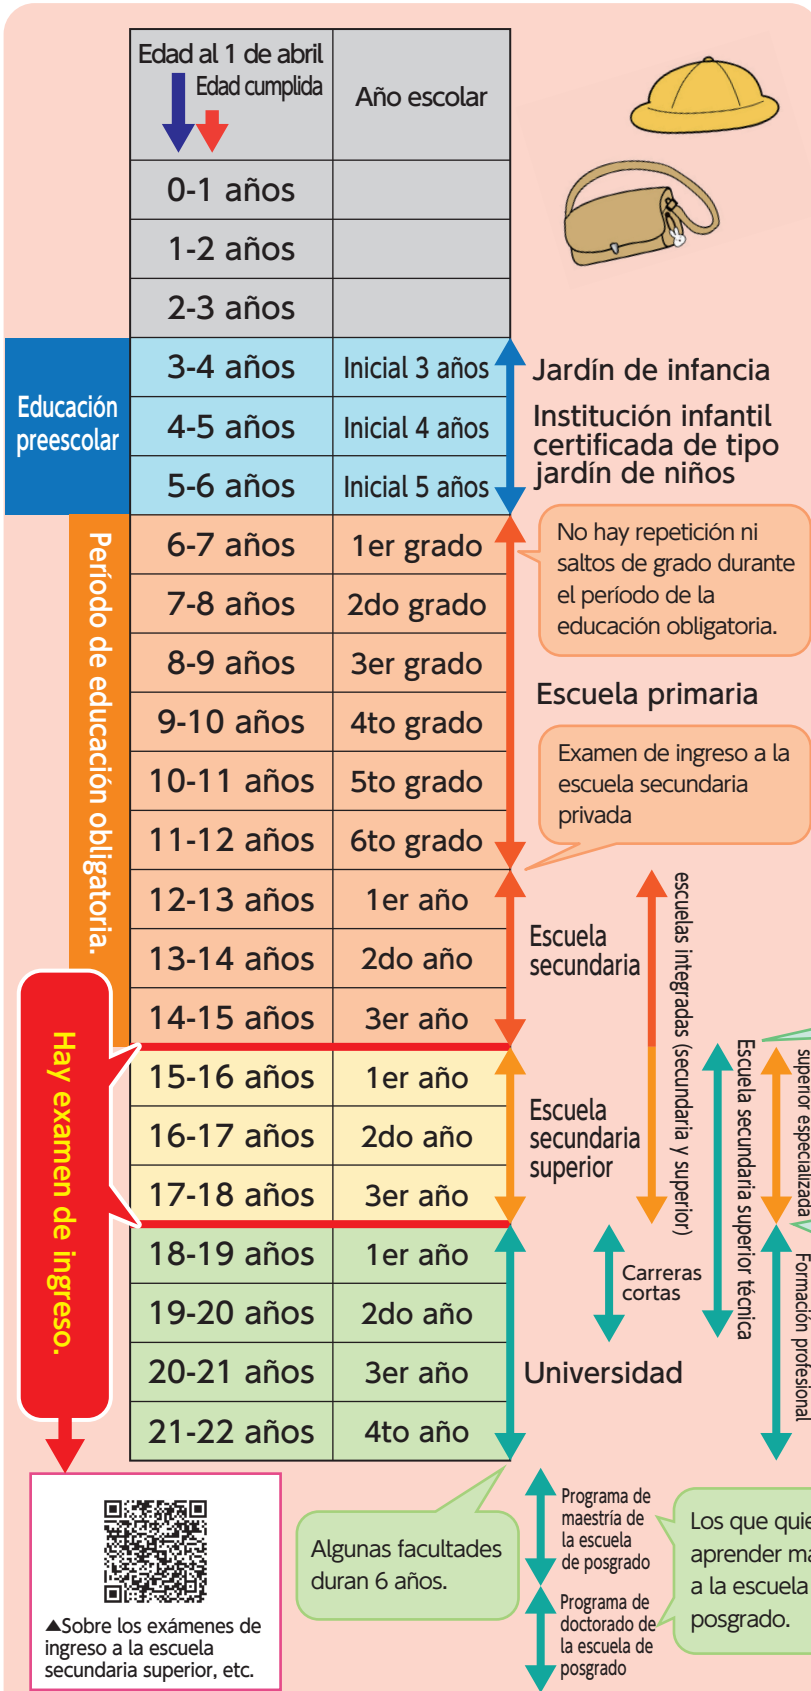 Edad al 1 de abril
Edad cumplida
Año escolar
0-1 años
1-2 años
2-3 años
Educación
preescolar
3-4 años
Inicial 3 años
4-5 años
Inicial 4 años
5-6 años
Inicial 5 años
Jardín de infancia
Institución infantil
certificada de tipo
jardín de niños
Período de educación obligatoria.
6-7 años
1er grado
7-8 años
2do grado
8-9 años
3er grado
9-10 años
4to grado
10-11 años
5to grado
11-12 años
6to grado
No hay repetición ni
saltos de grado durante
el período de la
educación obligatoria.
Escuela primaria
Examen de ingreso a la
escuela secundaria
privada
12-13 años
1er año
13-14 años
2do año
14-15 años
3er año
Escuela
secundaria
escuelas integradas (secundaria y superior)
Hay examen de ingreso.
15-16 años
1er año
16-17 años
2do año
17-18 años
3er año
Escuela
secundaria
superior
Escuela secundaria superior técnica
superior especializada
18-19 años
1er año
19-20 años
2do año
20-21 años
3er año
21-22 años
4to año
Carreras
cortas
Universidad
Formación profesional
▲Sobre los exámenes de
ingreso a la escuela
secundaria superior, etc.
Algunas facultades
duran 6 años.
Programa de
maestría de
la escuela
de posgrado
Programa de
doctorado de
la escuela de
posgrado
Los que
aprender
a la escuela
posgrado.